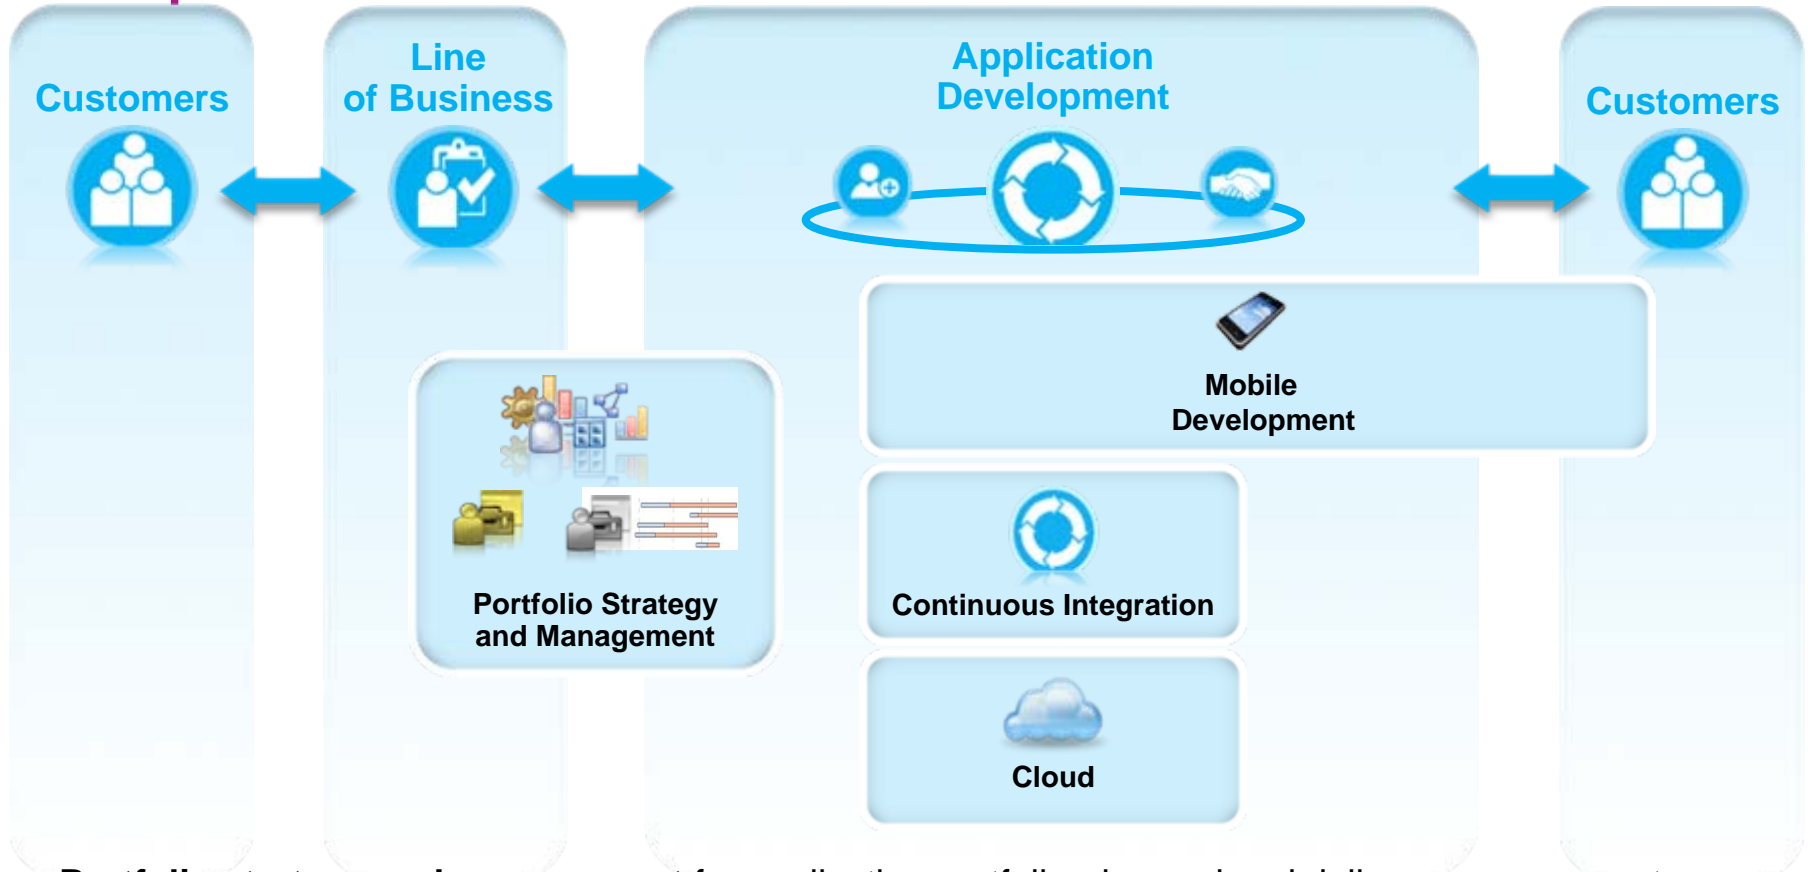 Customers
Line
of Business
Application
Development
Customers
Mobile
Development
Portfolio Strategy
and Management
Continuous Integration
Cloud